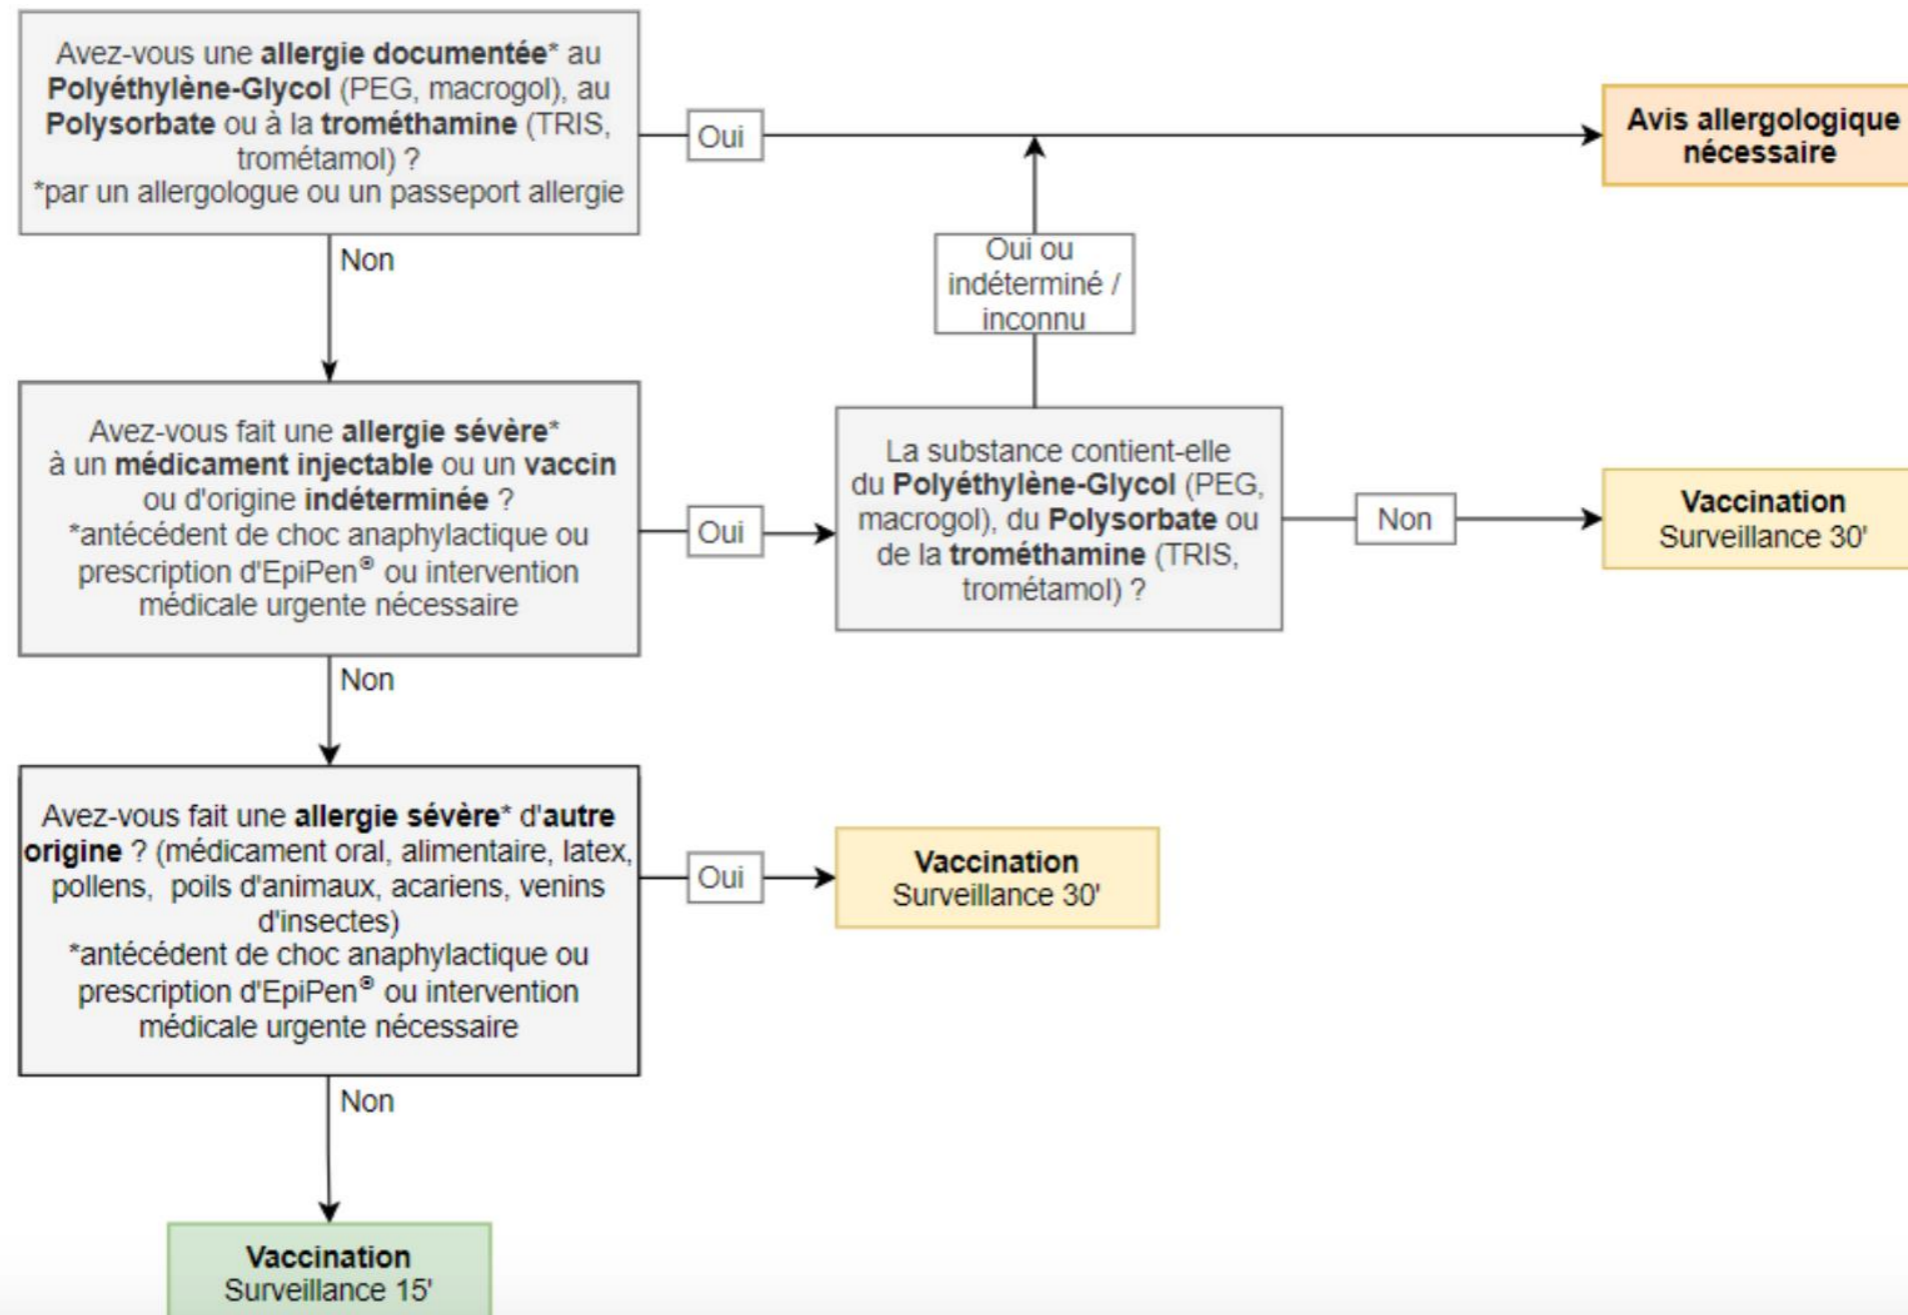 Avez-vous une allergie documentée* au
Polyéthylène-Glycol (PEG, macrogol), au
Polysorbate ou à la trométhamine (TRIS,
trométamol) ?
*par un allergologue ou un passeport allergie
Oui
Avis allergologique
nécessaire
Non
Oui ou
indéterminé /
inconnu
Avez-vous fait une allergie sévère*
à un médicament injectable ou un vaccin
ou d'origine indéterminée ?
*antécédent de choc anaphylactique ou
prescription d'EpiPen® ou intervention
médicale urgente nécessaire
Oui
La substance contient-elle
du Polyéthylène-Glycol (PEG,
macrogol), du Polysorbate ou
de la trométhamine (TRIS,
trométamol) ?
Non
Vaccination
Surveillance 30'
Non
Avez-vous fait une allergie sévère* d'autre
origine ? (médicament oral, alimentaire, latex,
pollens, poils d'animaux, acariens, venins
d'insectes)
*antécédent de choc anaphylactique ou
prescription d'EpiPen® ou intervention
médicale urgente nécessaire
Oui
Vaccination
Surveillance 30'
Non
Vaccination
Surveillance 15'